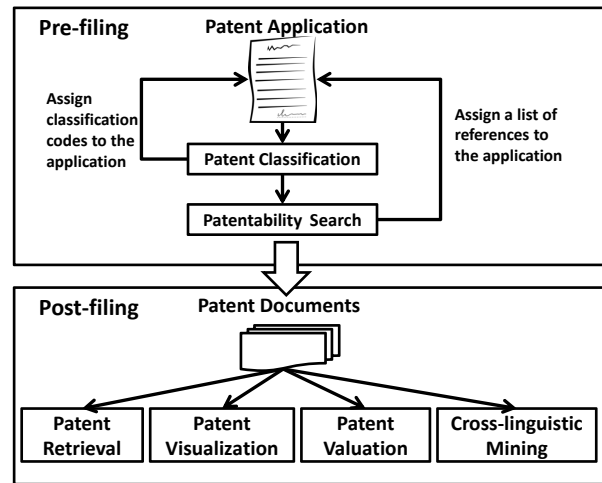 Pre-filing
Patent Application
Assign
classification
codes to the
application
Assign a list of
references to
the application
Patent Classification
Patentability Search
Post-filing
Patent Documents
Patent
Retrieval
Patent
Visualization
Patent
Valuation
Cross-linguistic
Mining